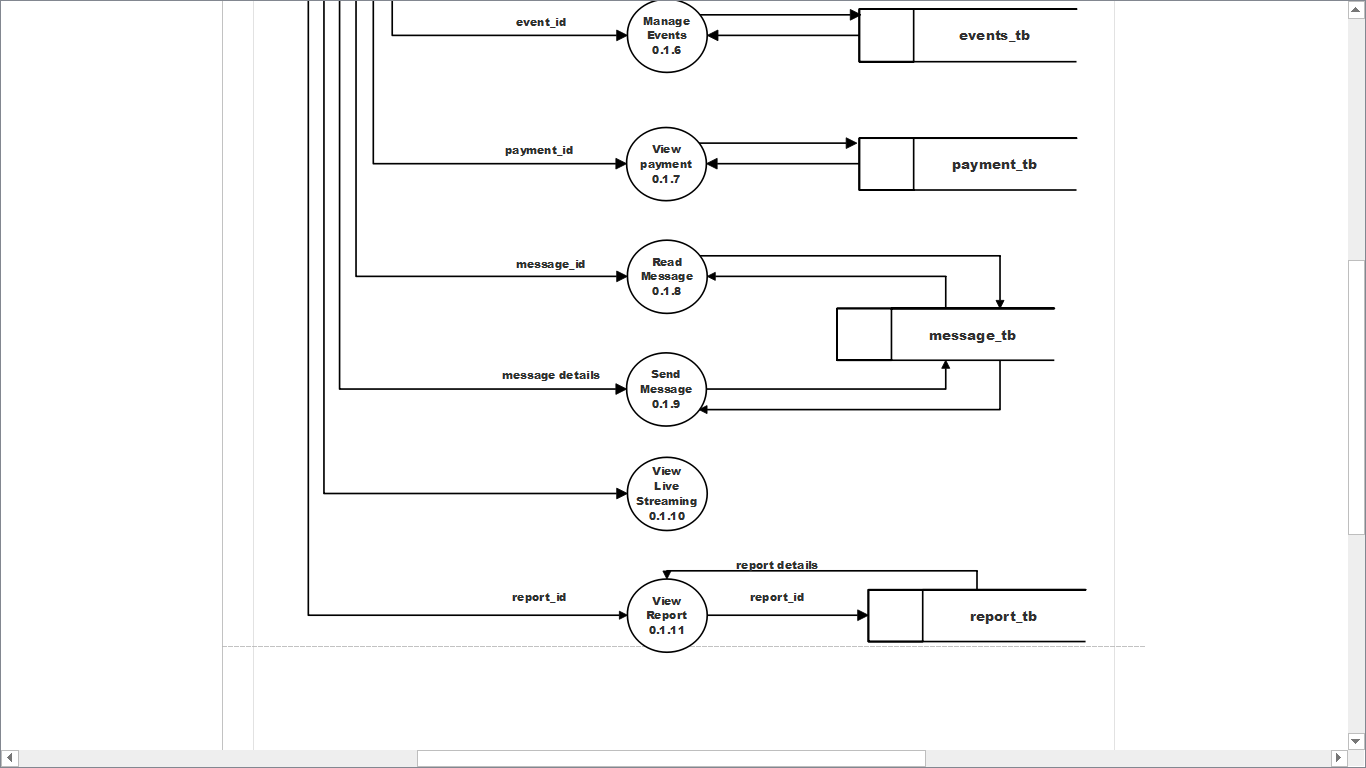 event_id
Manage
Events
0.1.6
events_tb
payment_id
View
payment
0.1.7
payment_tb
message_id
Read
Message
0.1.8
message_tb
message details
Send
Message
0.1.9
View
Live
Streaming
0.1.10
report details
report_id
View
Report
0.1.11
report_id
report_tb